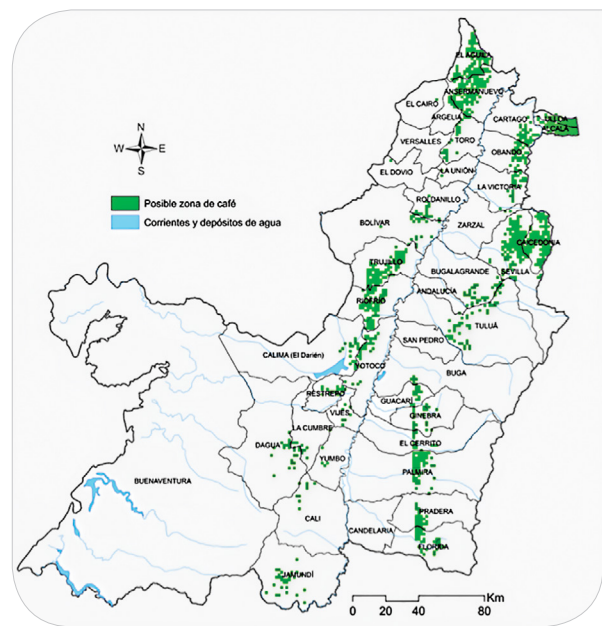 EL ÁGUILA
ANSERMANUEVO
EL CAIRO
ARGELIA
CARTAGO
ULLOA
ALCALÁ
VERSALLES
TORO
OBANDO
N
W E
S
EL DOVIO
LA UNIÓN
LA VICTORIA
ROLDANILLO
Posible zona de café
Corrientes y depósitos de agua
BOLÍVAR
ZARZAL
CAICEDONIA
TRUJILLO
BUGALAGRANDE
SEVILLA
ANDALUCÍA
RIOFRÍO
TULUÁ
SAN PEDRO
CALIMA (El Darién)
YOTOCO
BUGA
RESTREPO
GUACARÍ
VIJES
GINEBRA
LA CUMBRE
DAGUA
EL CERRITO
YUMBO
PALMIRA
BUENAVENTURA
PRADERA
CALI
CANDELARIA
FLORIDA
JAMUNDÍ
Km
0 20 40 80